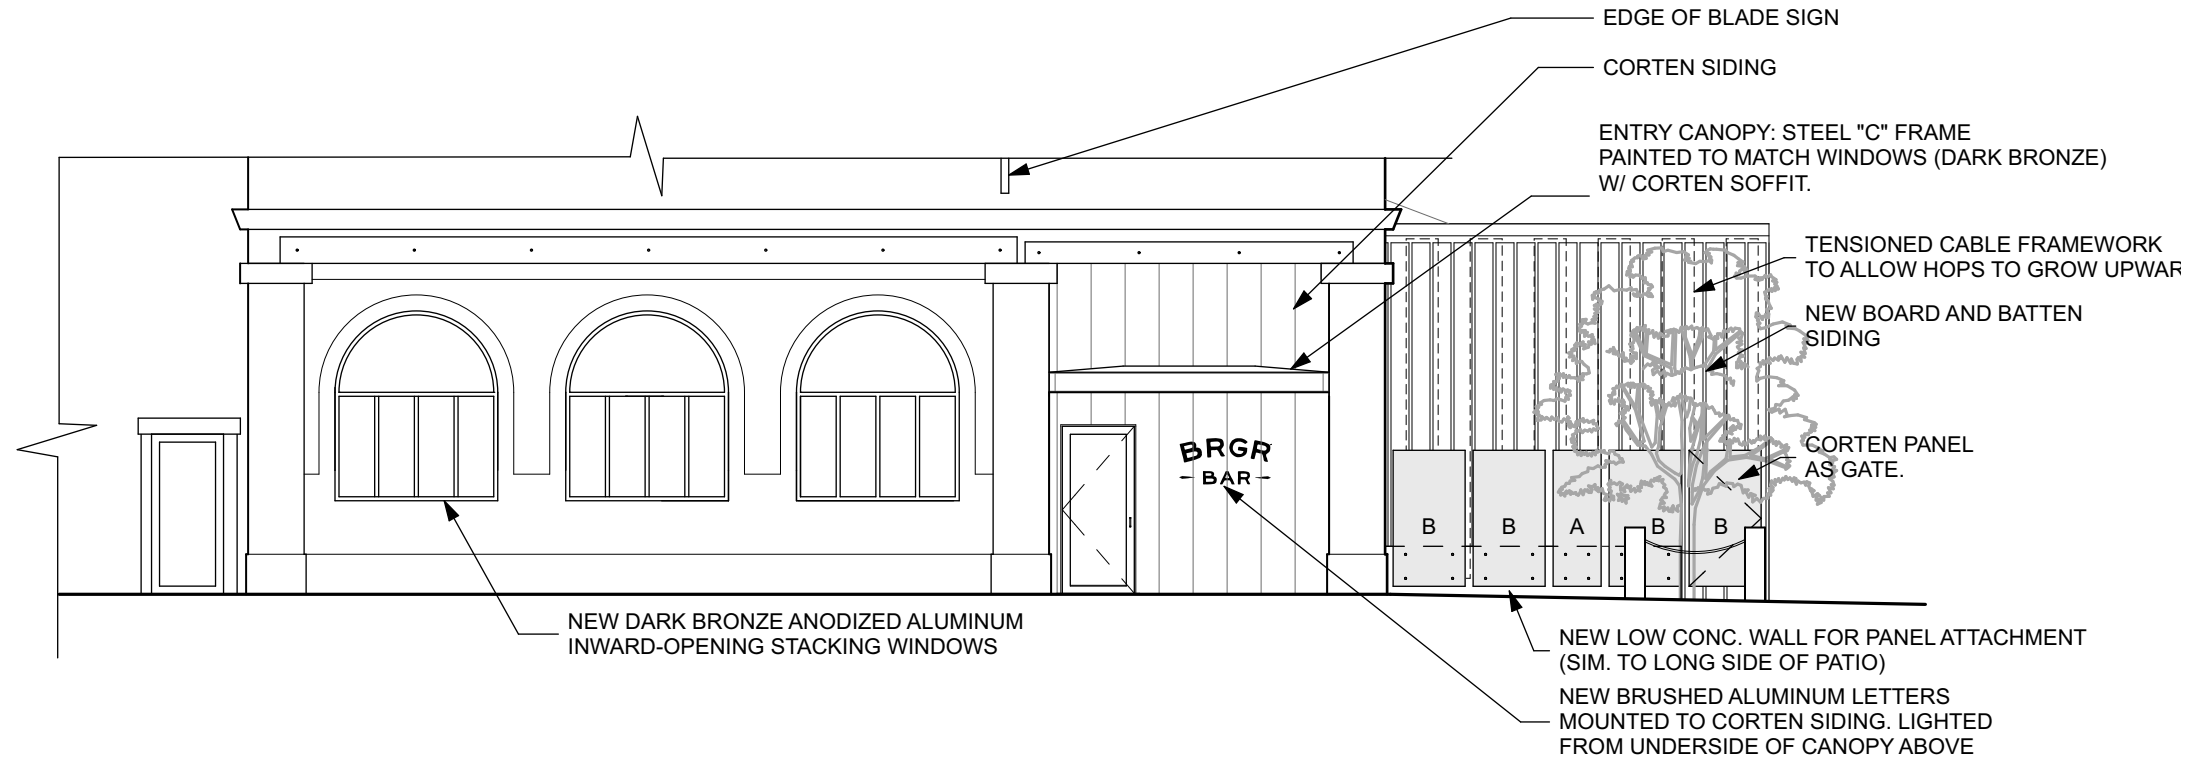 EDGE OF BLADE SIGN
CORTEN SIDING
ENTRY CANOPY: STEEL "C" FRAME
PAINTED TO MATCH WINDOWS (DARK BRONZE)
W/ CORTEN SOFFIT.
TENSIONED CABLE FRAMEWORK
TO ALLOW HOPS TO GROW UPWAR
NEW BOARD AND BATTEN
SIDING
CORTEN PANEL
AS GATE.
BRGR
BAR
B B A B B
NEW DARK BRONZE ANODIZED ALUMINUM
INWARD-OPENING STACKING WINDOWS
NEW LOW CONC. WALL FOR PANEL ATTACHMENT
(SIM. TO LONG SIDE OF PATIO)
NEW BRUSHED ALUMINUM LETTERS
MOUNTED TO CORTEN SIDING. LIGHTED
FROM UNDERSIDE OF CANOPY ABOVE